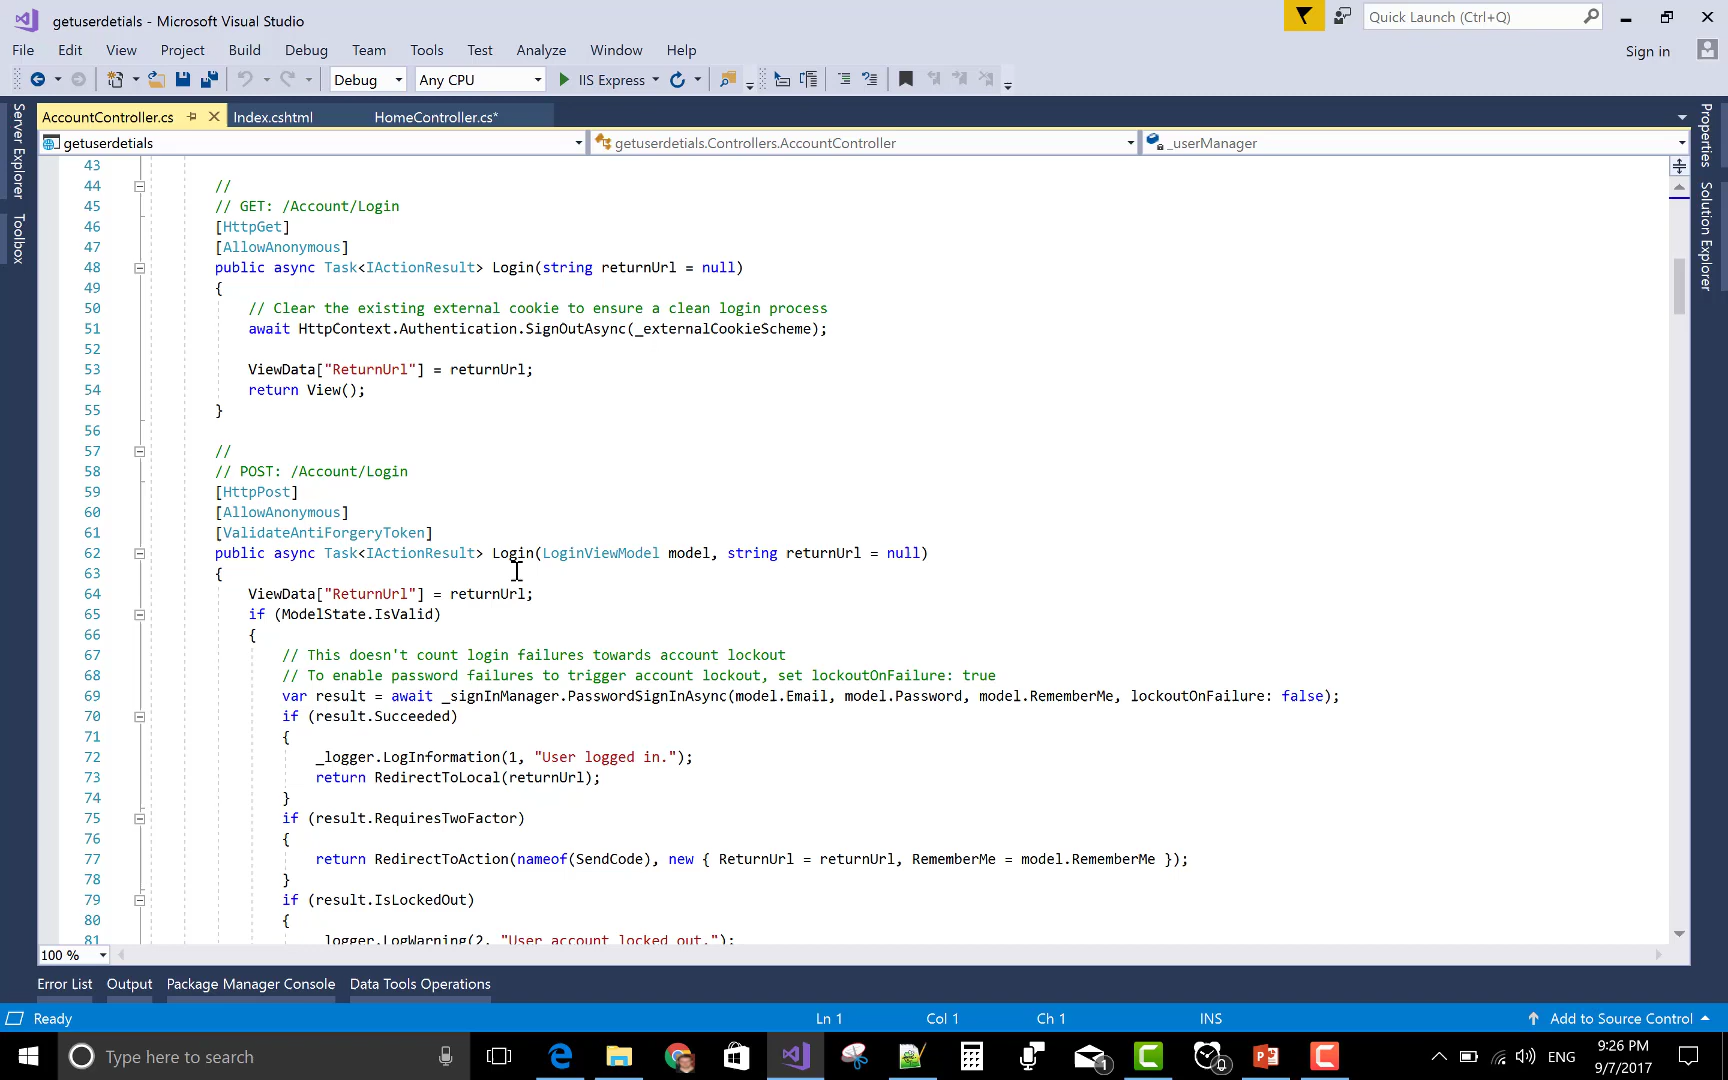 getuserdetials - Microsoft Visual Studio
Quick Launch (Ctrl+Q)
File Edit View Project Build Debug Team Tools Test Analyze Window Help
Sign in
Debug Any CPU IIS Express
Server Explorer
Toolbox
Properties
Solution Explorer
AccountController.cs Index.cshtml HomeController.cs*
getuserdetials getuserdetials.Controllers.AccountController _userManager
43
44 //
45 // GET: /Account/Login
46 [HttpGet]
47 [AllowAnonymous]
48 public async Task<IActionResult> Login(string returnUrl = null)
49 {
50 // Clear the existing external cookie to ensure a clean login process
51 await HttpContext.Authentication.SignOutAsync(_externalCookieScheme);
52
53 ViewData["ReturnUrl"] = returnUrl;
54 return View();
55 }
56
57 //
58 // POST: /Account/Login
59 [HttpPost]
60 [AllowAnonymous]
61 [ValidateAntiForgeryToken]
62 public async Task<IActionResult> Login(LoginViewModel model, string returnUrl = null)
63 {
64 ViewData["ReturnUrl"] = returnUrl;
65 if (ModelState.IsValid)
66 {
67 // This doesn't count login failures towards account lockout
68 // To enable password failures to trigger account lockout, set lockoutOnFailure: true
69 var result = await _signInManager.PasswordSignInAsync(model.Email, model.Password, model.RememberMe, lockoutOnFailure: false);
70 if (result.Succeeded)
71 {
72 _logger.LogInformation(1, "User logged in.");
73 return RedirectToLocal(returnUrl);
74 }
75 if (result.RequiresTwoFactor)
76 {
77 return RedirectToAction(nameof(SendCode), new { ReturnUrl = returnUrl, RememberMe = model.RememberMe });
78 }
79 if (result.IsLockedOut)
80 {
81 _logger.LogWarning(2, "User account locked out.");
100 %
Error List Output Package Manager Console Data Tools Operations
Ready Ln 1 Col 1 Ch 1 INS Add to Source Control
Type here to search
1
ENG
9:26 PM
9/7/2017